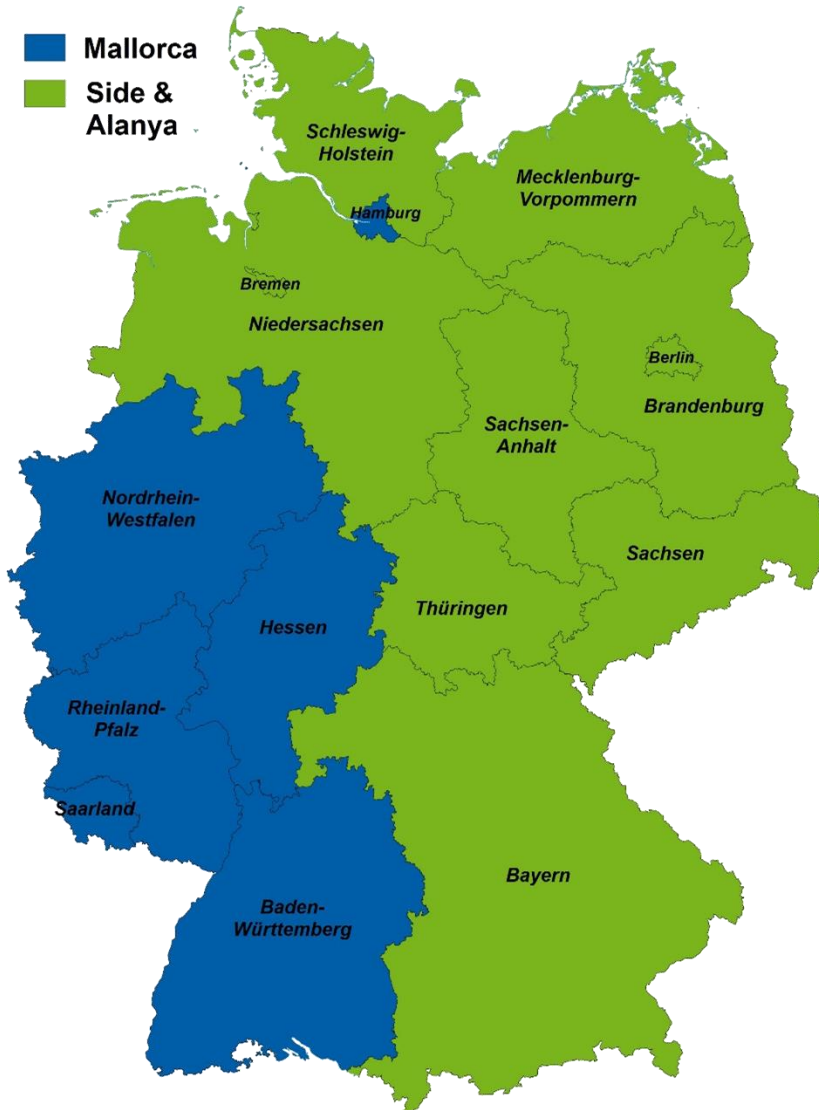 Mallorca
Side &
Alanya
Schleswig-
Holstein
Mecklenburg-
Vorpommern
Hamburg
Bremen
Niedersachsen
Berlin
Brandenburg
Sachsen-
Anhalt
Nordrhein-
Westfalen
Sachsen
Thüringen
Hessen
Rheinland-
Pfalz
Saarland
Bayern
Baden-
Württemberg